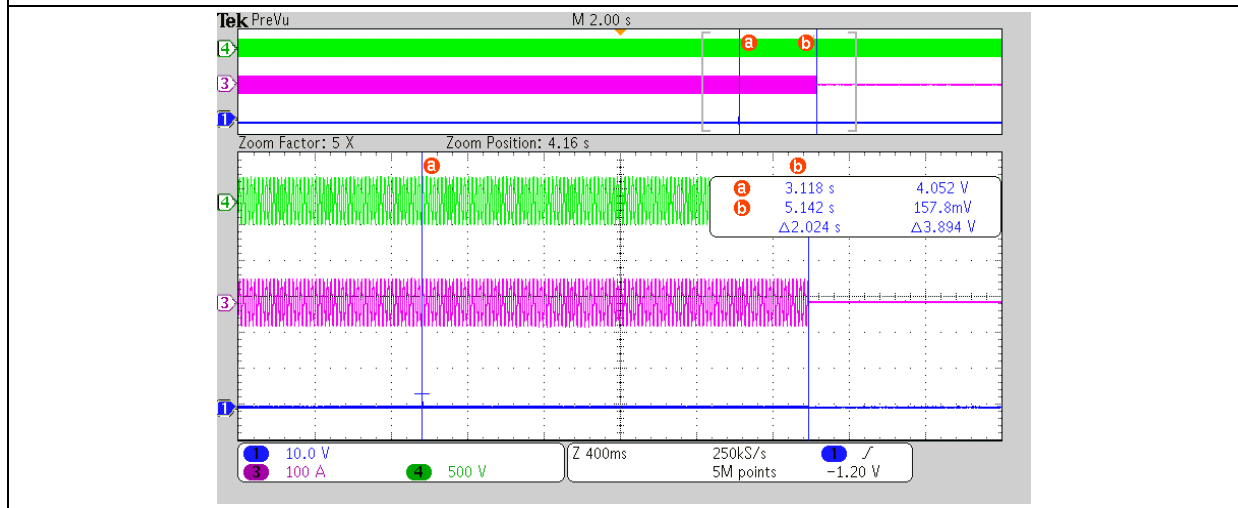 Tek PreVu M 2.00 s
a b
4
3
1
Zoom Factor: 5 X Zoom Position: 4.16 s
a b
a 3.118 s 4.052 V
b 5.142 s 157.8mV
Δ2.024 s Δ3.894 V
4
3
1
1 10.0 V Z 400ms 250kS/s 1
3 100 A 4 500 V 5M points -1.20 V